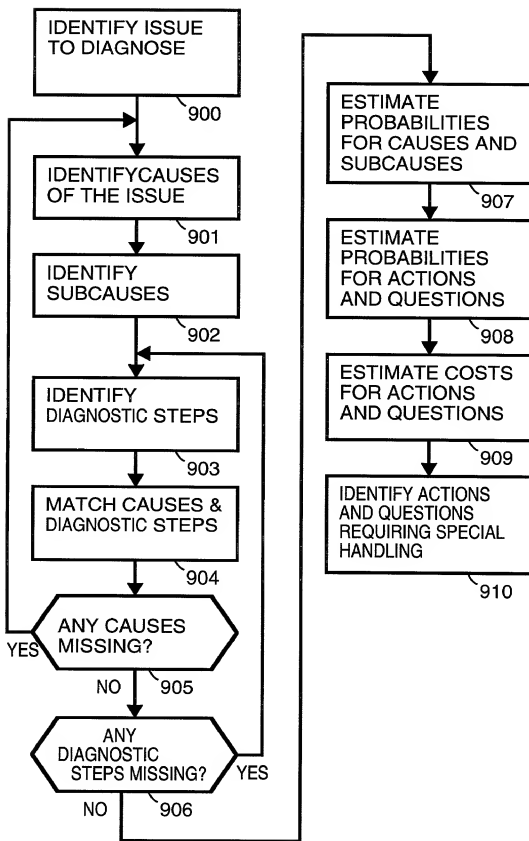 IDENTIFY ISSUE
TO DIAGNOSE
900
IDENTIFYCAUSES
OF THE ISSUE
901
IDENTIFY
SUBCAUSES
902
IDENTIFY
DIAGNOSTIC STEPS
903
MATCH CAUSES &
DIAGNOSTIC STEPS
904
ANY CAUSES
MISSING?
YES
NO
905
ANY
DIAGNOSTIC
STEPS MISSING?
YES
NO
906
ESTIMATE
PROBABILITIES
FOR CAUSES AND
SUBCAUSES
907
ESTIMATE
PROBABILITIES
FOR ACTIONS
AND QUESTIONS
908
ESTIMATE COSTS
FOR ACTIONS
AND QUESTIONS
909
IDENTIFY ACTIONS
AND QUESTIONS
REQUIRING SPECIAL
HANDLING
910